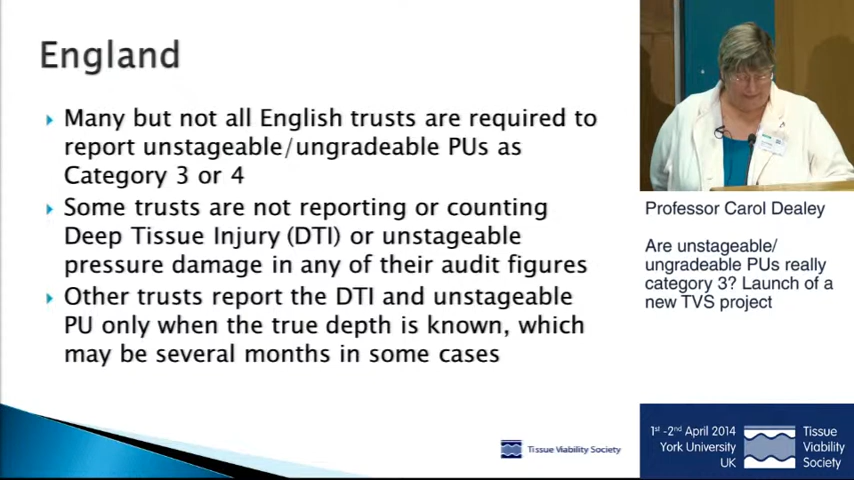 England
Many but not all English trusts are required to
report unstageable/ungradeable PUs as
Category 3 or 4
Some trusts are not reporting or counting
Deep Tissue Injury (DTI) or unstageable
pressure damage in any of their audit figures
Other trusts report the DTI and unstageable
PU only when the true depth is known, which
may be several months in some cases
Tissue Viability Society
Professor Carol Dealey
Are unstageable/
ungradeable PUs really
category 3? Launch of a
new TVS project
1st -2nd April 2014
York University
UK
Tissue
Viability
Society